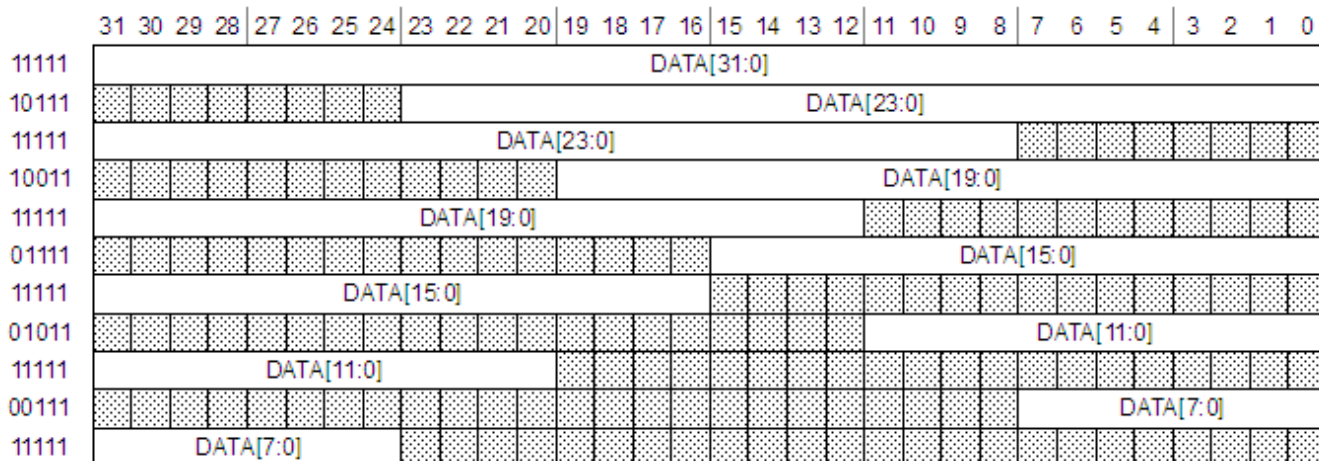 31 30 29 28 27 26 25 24 23 22 21 20 19 18 17 16 15 14 13 12 11 10 9 8 7 6 5 4 3 2 1 0
11111 DATA[31:0]
10111 DATA[23:0]
11111 DATA[23:0]
10011 DATA[19:0]
11111 DATA[19:0]
01111 DATA[15:0]
11111 DATA[15:0]
01011 DATA[11:0]
11111 DATA[11:0]
00111 DATA[7:0]
11111 DATA[7:0]